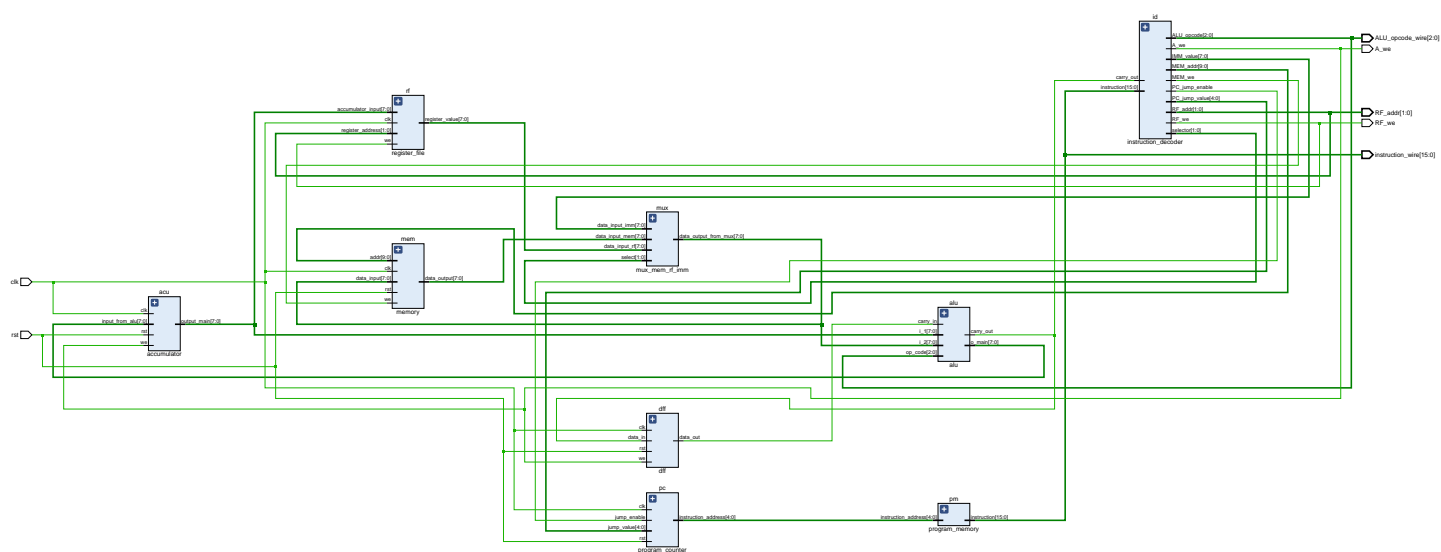 id
ALU_opcode[2:0]
A_we
IMM_value[7:0]
MEM_addr[9:0]
MEM_we
PC_jump_enable
PC_jump_value[4:0]
RF_addr[1:0]
RF_we
selector[1:0]
carry_out
instruction[15:0]
instruction_decoder
ALU_opcode_wire[2:0]
A_we
RF_addr[1:0]
RF_we
instruction_wire[15:0]
rf
accumulator_input[7:0]
clk
register_address[1:0]
we
register_value[7:0]
register_file
mux
data_input_imm[7:0]
data_input_mem[7:0]
data_input_rf[7:0]
select[1:0]
data_output_from_mux[7:0]
mux_mem_rf_imm
mem
addr[9:0]
clk
data_input[7:0]
rst
we
data_output[7:0]
memory
clk
rst
acu
clk
input_from_alu[7:0]
rst
we
output_main[7:0]
accumulator
alu
carry_in
i_1[7:0]
i_2[7:0]
op_code[2:0]
carry_out
o_main[7:0]
alu
dff
clk
data_in
rst
we
data_out
dff
pc
clk
jump_enable
jump_value[4:0]
rst
instruction_address[4:0]
program_counter
pm
instruction_address[4:0]
instruction[15:0]
program_memory